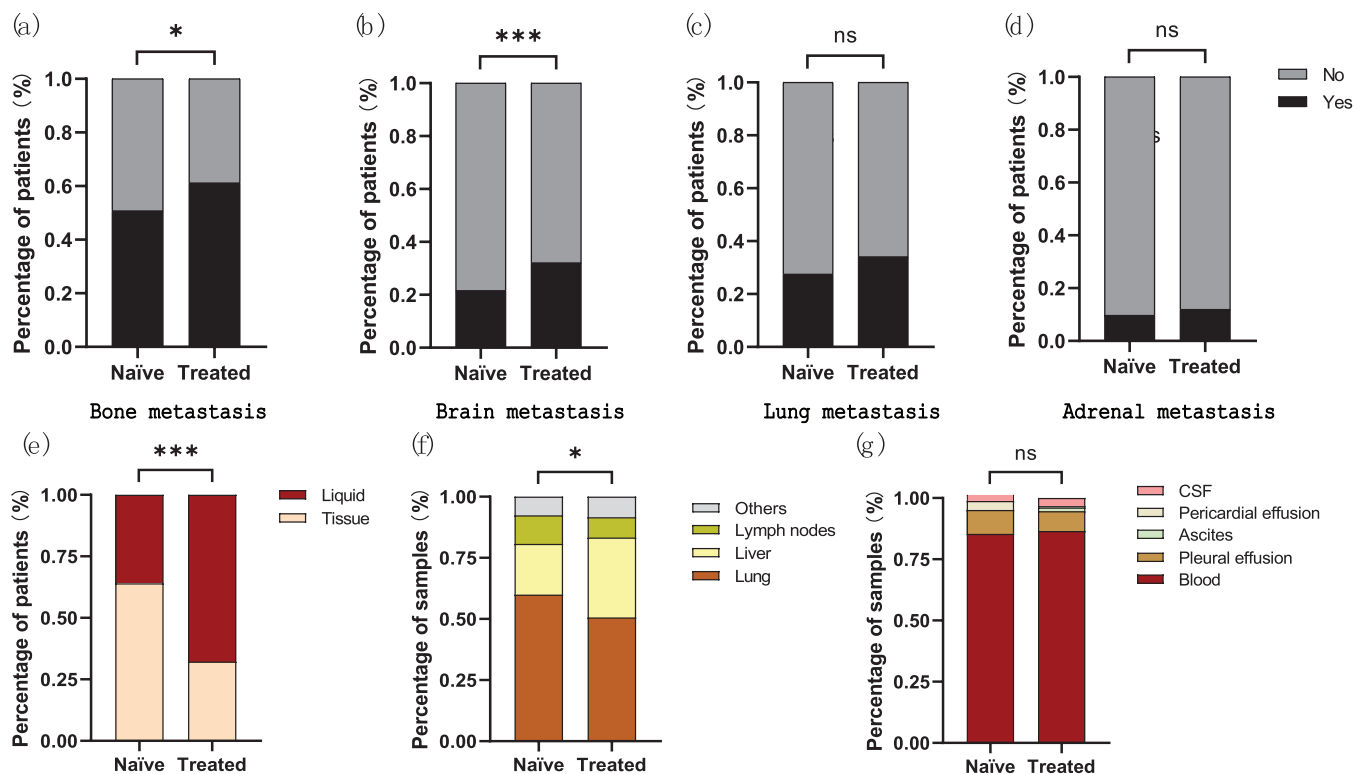 (a)
*
Percentage of patients (%)
1.0
0.8
0.6
0.4
0.2
0.0
Naïve Treated
Bone metastasis
(b)
***
Percentage of patients (%)
1.0
0.8
0.6
0.4
0.2
0.0
Naïve Treated
Brain metastasis
(c)
ns
Percentage of patients (%)
1.0
0.8
0.6
0.4
0.2
0.0
Naïve Treated
Lung metastasis
(d)
ns
Percentage of patients (%)
1.0
0.8
0.6
0.4
0.2
0.0
s
Naïve Treated
Adrenal metastasis
No
Yes
(e)
***
Percentage of patients (%)
1.00
0.75
0.50
0.25
0.00
Naïve Treated
Liquid
Tissue
(f)
*
Percentage of samples (%)
1.00
0.75
0.50
0.25
0.00
Naïve Treated
Others
Lymph nodes
Liver
Lung
(g)
ns
Percentage of samples (%)
1.00
0.75
0.50
0.25
0.00
Naïve Treated
CSF
Pericardial effusion
Ascites
Pleural effusion
Blood